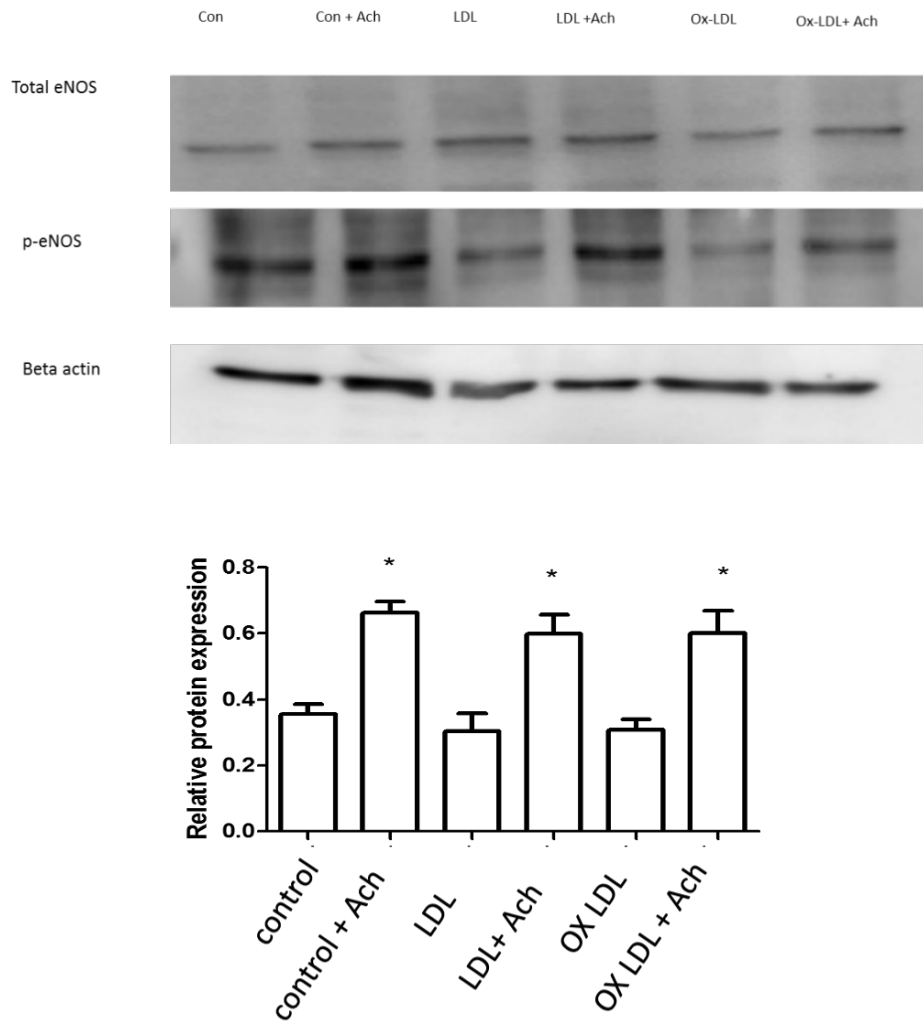 Con Con + Ach LDL LDL +Ach Ox-LDL Ox-LDL+ Ach
Total eNOS
p-eNOS
Beta actin
Relative protein expression
0.8
0.6
0.4
0.2
0.0
* * *
control
control + Ach
LDL
LDL+ Ach
OX LDL
OX LDL + Ach